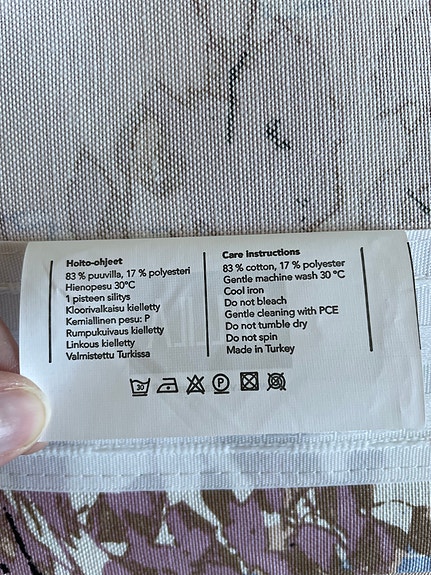 Hoito-ohjeet
83 % puuvilla, 17 % polyesteri
Hienopesu 30°C
1 pisteen silitys
Kloorivalkaisu kielletty
Kemiallinen pesu: P
Rumpukuivaus kielletty
Linkous kielletty
Valmistettu Turkissa
Care instructions
83 % cotton, 17 % polyester
Gentle machine wash 30 °C
Cool iron
Do not bleach
Gentle cleaning with PCE
Do not tumble dry
Do not spin
Made in Turkey
30 P